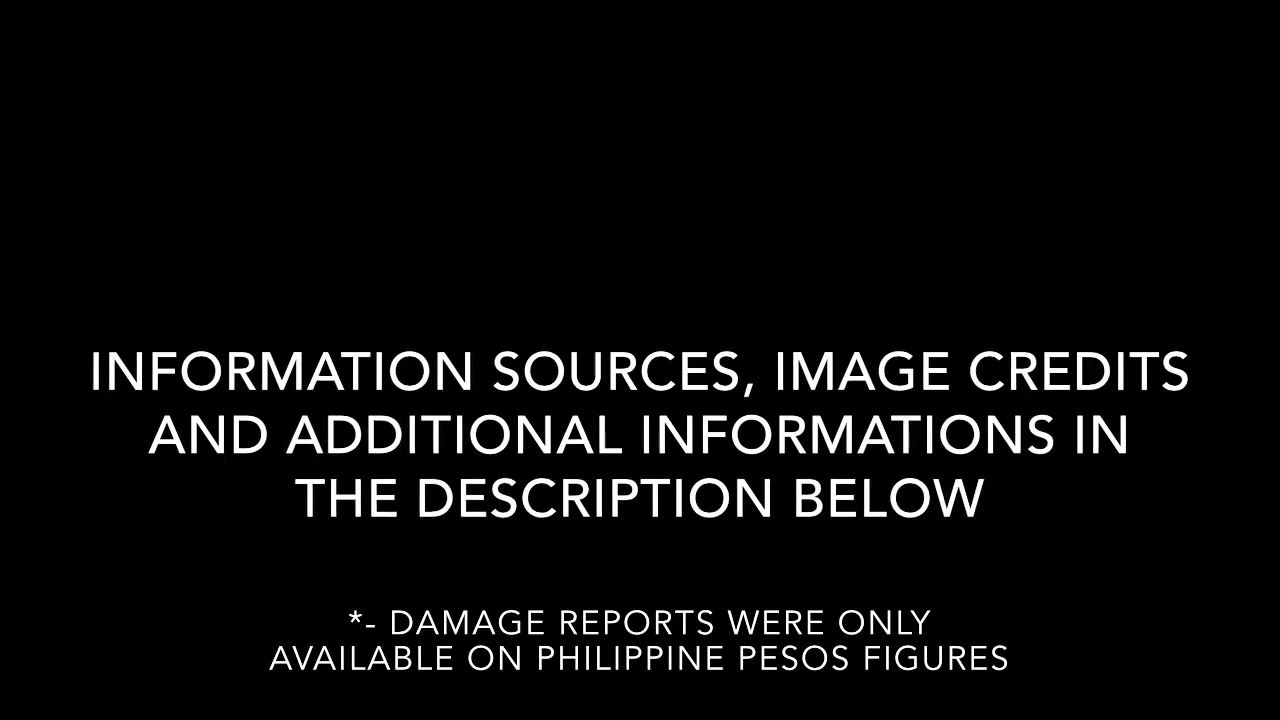 INFORMATION SOURCES, IMAGE CREDITS
AND ADDITIONAL INFORMATIONS IN
THE DESCRIPTION BELOW
*- DAMAGE REPORTS WERE ONLY
AVAILABLE ON PHILIPPINE PESOS FIGURES